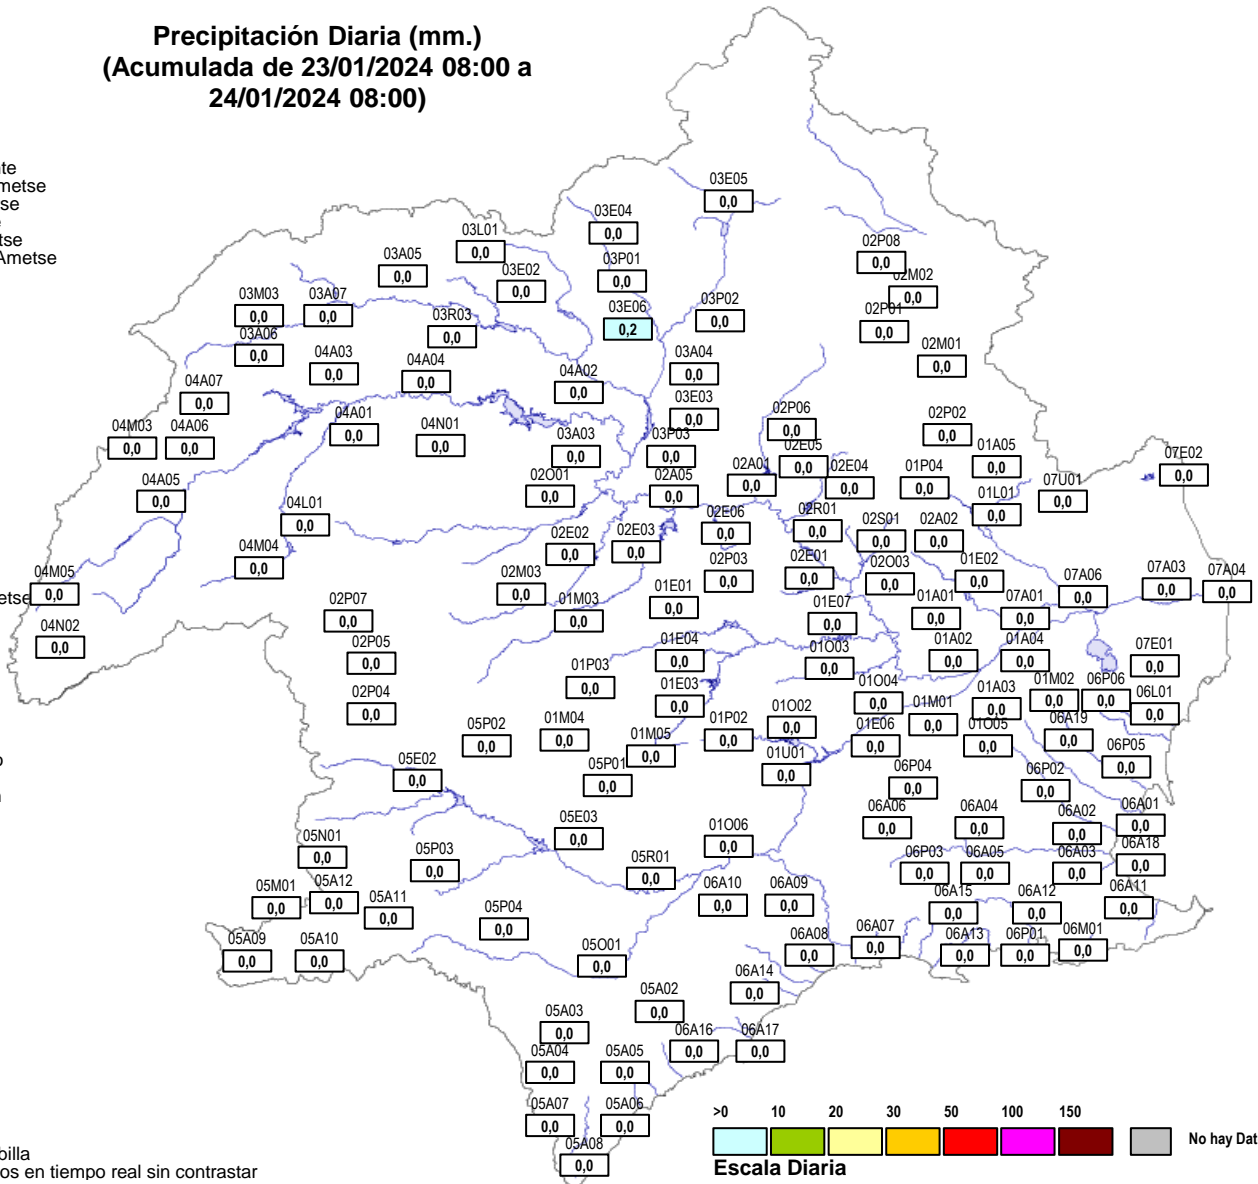 Precipitación Diaria (mm.)
(Acumulada de 23/01/2024 08:00 a
24/01/2024 08:00)
03E05
0,0
03E04
0,0
03L01
0,0
03A05
0,0
03P01
0,0
03E02
0,0
02P08
0,0
02M02
0,0
03M03
0,0
03A07
0,0
03E06
0,2
03P02
0,0
02P01
0,0
03R03
0,0
03A06
0,0
04A03
0,0
04A04
0,0
03A04
0,0
02M01
0,0
04A02
0,0
04A07
0,0
03E03
0,0
04A01
0,0
04M03
0,0
04A06
0,0
04N01
0,0
02P06
0,0
02P02
0,0
03A03
0,0
03P03
0,0
02E05
0,0
01A05
0,0
07E02
0,0
04A05
0,0
02O01
0,0
02A05
0,0
02A01
0,0
02E04
0,0
01P04
0,0
07U01
0,0
01L01
0,0
04L01
0,0
02E06
0,0
02R01
0,0
02S01
0,0
02A02
0,0
02E02
0,0
02E03
0,0
04M04
0,0
02P03
0,0
02E01
0,0
02O03
0,0
01E02
0,0
04M05
0,0
02M03
0,0
07A06
0,0
07A03
0,0
07A04
0,0
02P07
0,0
01M03
0,0
01E01
0,0
01E07
0,0
01A01
0,0
07A01
0,0
04N02
0,0
02P05
0,0
01E04
0,0
01O03
0,0
01A02
0,0
01A04
0,0
07E01
0,0
01P03
0,0
02P04
0,0
01E03
0,0
01O04
0,0
01M02
0,0
06P06
0,0
01A03
0,0
06L01
0,0
05P02
0,0
01M04
0,0
01P02
0,0
01O02
0,0
01M01
0,0
01E06
0,0
01O05
0,0
06A19
0,0
01M05
0,0
05E02
0,0
05P01
0,0
01U01
0,0
06P04
0,0
06P02
0,0
06P05
0,0
05E03
0,0
06A06
0,0
06A04
0,0
06A02
0,0
06A01
0,0
01O06
0,0
05N01
0,0
05P03
0,0
05R01
0,0
06P03
0,0
06A05
0,0
06A03
0,0
06A18
0,0
05M01
0,0
05A12
0,0
05A11
0,0
06A10
0,0
06A09
0,0
06A15
0,0
06A12
0,0
06A11
0,0
05P04
0,0
05A09
0,0
05A10
0,0
05O01
0,0
06A08
0,0
06A07
0,0
06A13
0,0
06P01
0,0
06M01
0,0
06A14
0,0
05A02
0,0
05A03
0,0
06A16
0,0
06A17
0,0
05A04
0,0
05A05
0,0
05A07
0,0
05A06
0,0
05A08
0,0
>0 10 20 30 50 100 150
No hay Dat
Escala Diaria
nte
metse
se
tse
Ametse
etse
o
billa
os en tiempo real sin contrastar